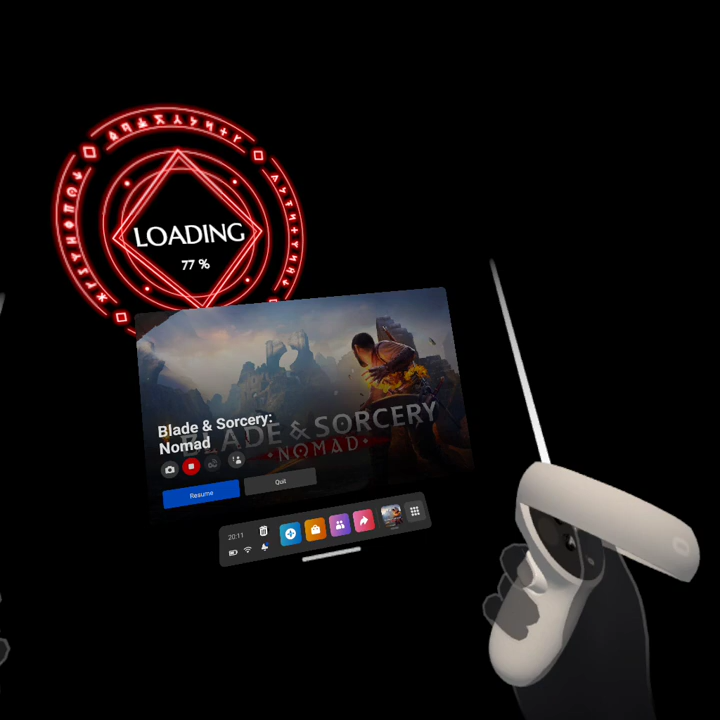 LOADING
77 %
BLADE & SORCERY
NOMAD
Blade & Sorcery:
Nomad
Resume
Quit
20:11